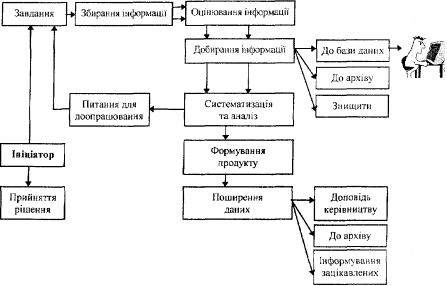 Завдання
Збирання інформації
Оцінювання інформації
Добирання інформації
До бази даних
До архіву
Знищити
Питання для
доопрацювання
Систематизація
та аналіз
Ініціатор
Формування
продукту
Прийняття
рішення
Поширення
даних
Доповідь
керівництву
До архіву
Інформування
зацікавлених